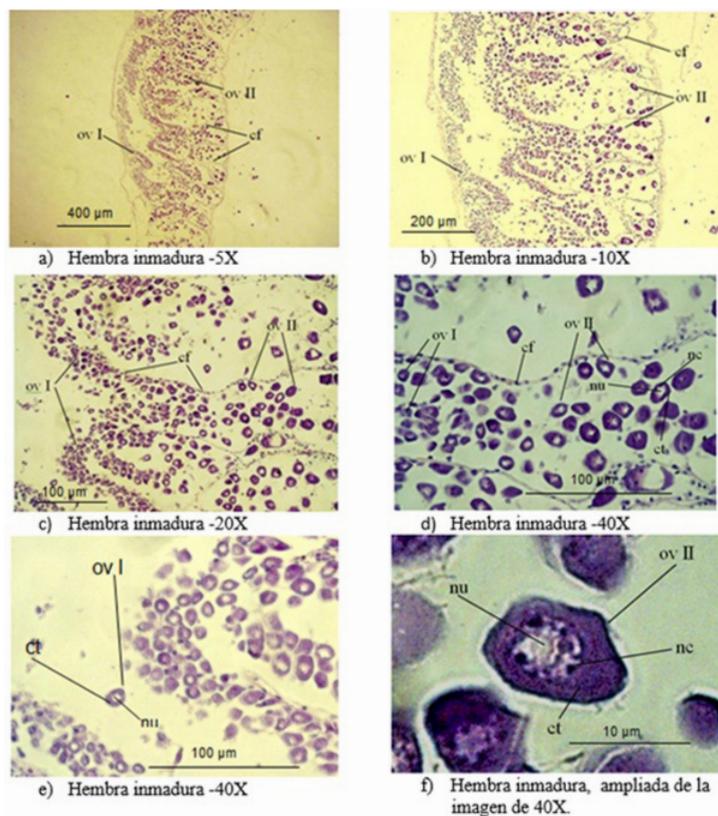 ov II
ov I
cf
400 µm
a) Hembra inmadura -5X
cf
ov II
ov I
200 µm
b) Hembra inmadura -10X
ov II
cf
ov I
100 µm
c) Hembra inmadura -20X
ov I
ov II
nc
cf
nu
ct
100 µm
d) Hembra inmadura -40X
ov I
ct
nu
100 µm
e) Hembra inmadura -40X
ov II
nu
nc
ct
10 µm
f) Hembra inmadura, ampliada de la
imagen de 40X.